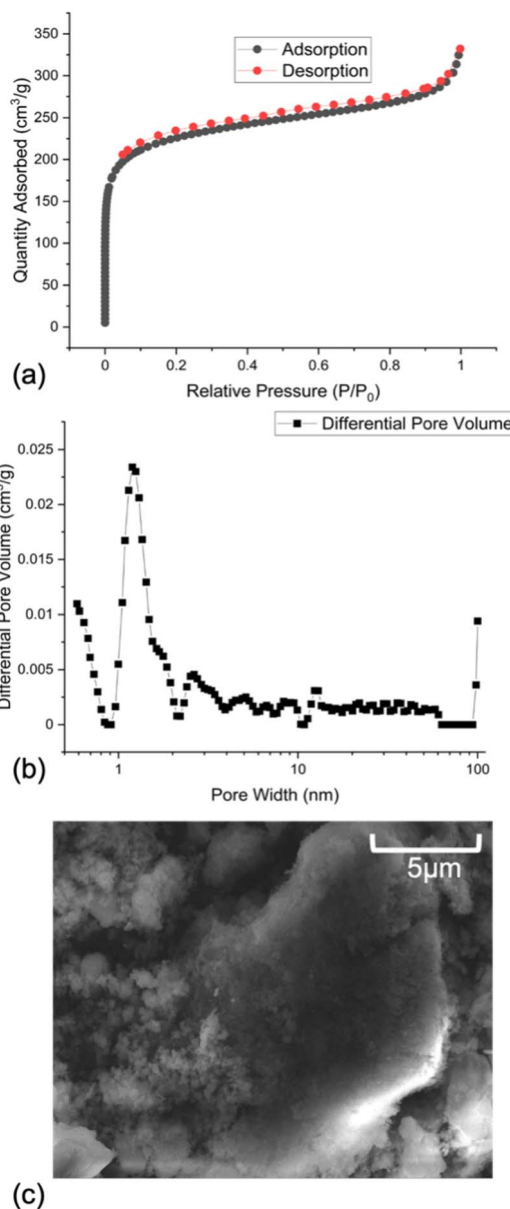 350
300
250
200
150
100
50
0
Quantity Adsorbed (cm³/g)
Adsorption
Desorption
0
0.2
0.4
0.6
0.8
1
Relative Pressure (P/P₀)
(a)
Differential Pore Volume
0.025
0.02
0.015
0.01
0.005
0
Differential Pore Volume (cm³/g)
1
10
100
Pore Width (nm)
(b)
5µm
(c)